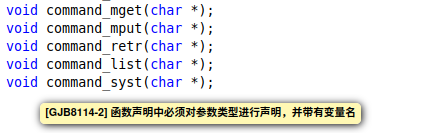 void command_mget(char *);
void command_mput(char *);
void command_retr(char *);
void command_list(char *);
void command_syst(char *);
[GJB8114-2] 函数声明中必须对参数类型进行声明，并带有变量名